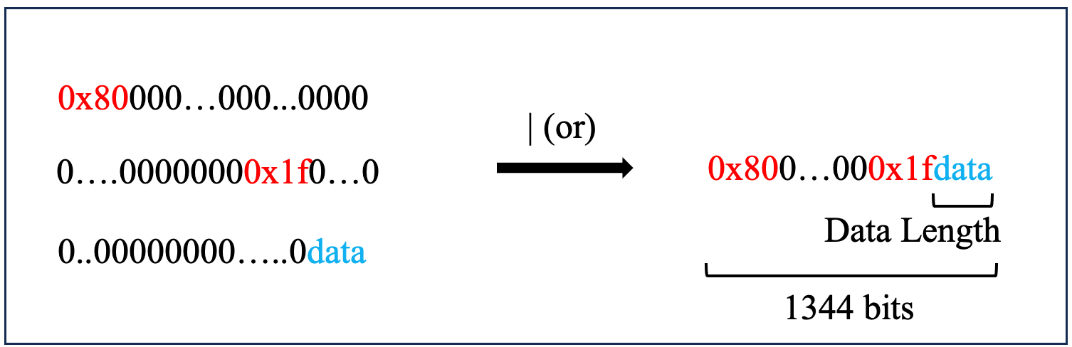 0x80000…000...0000
0….00000000x1f0…0
0..00000000…..0data
| (or)
0x800…000x1fdata
Data Length
1344 bits